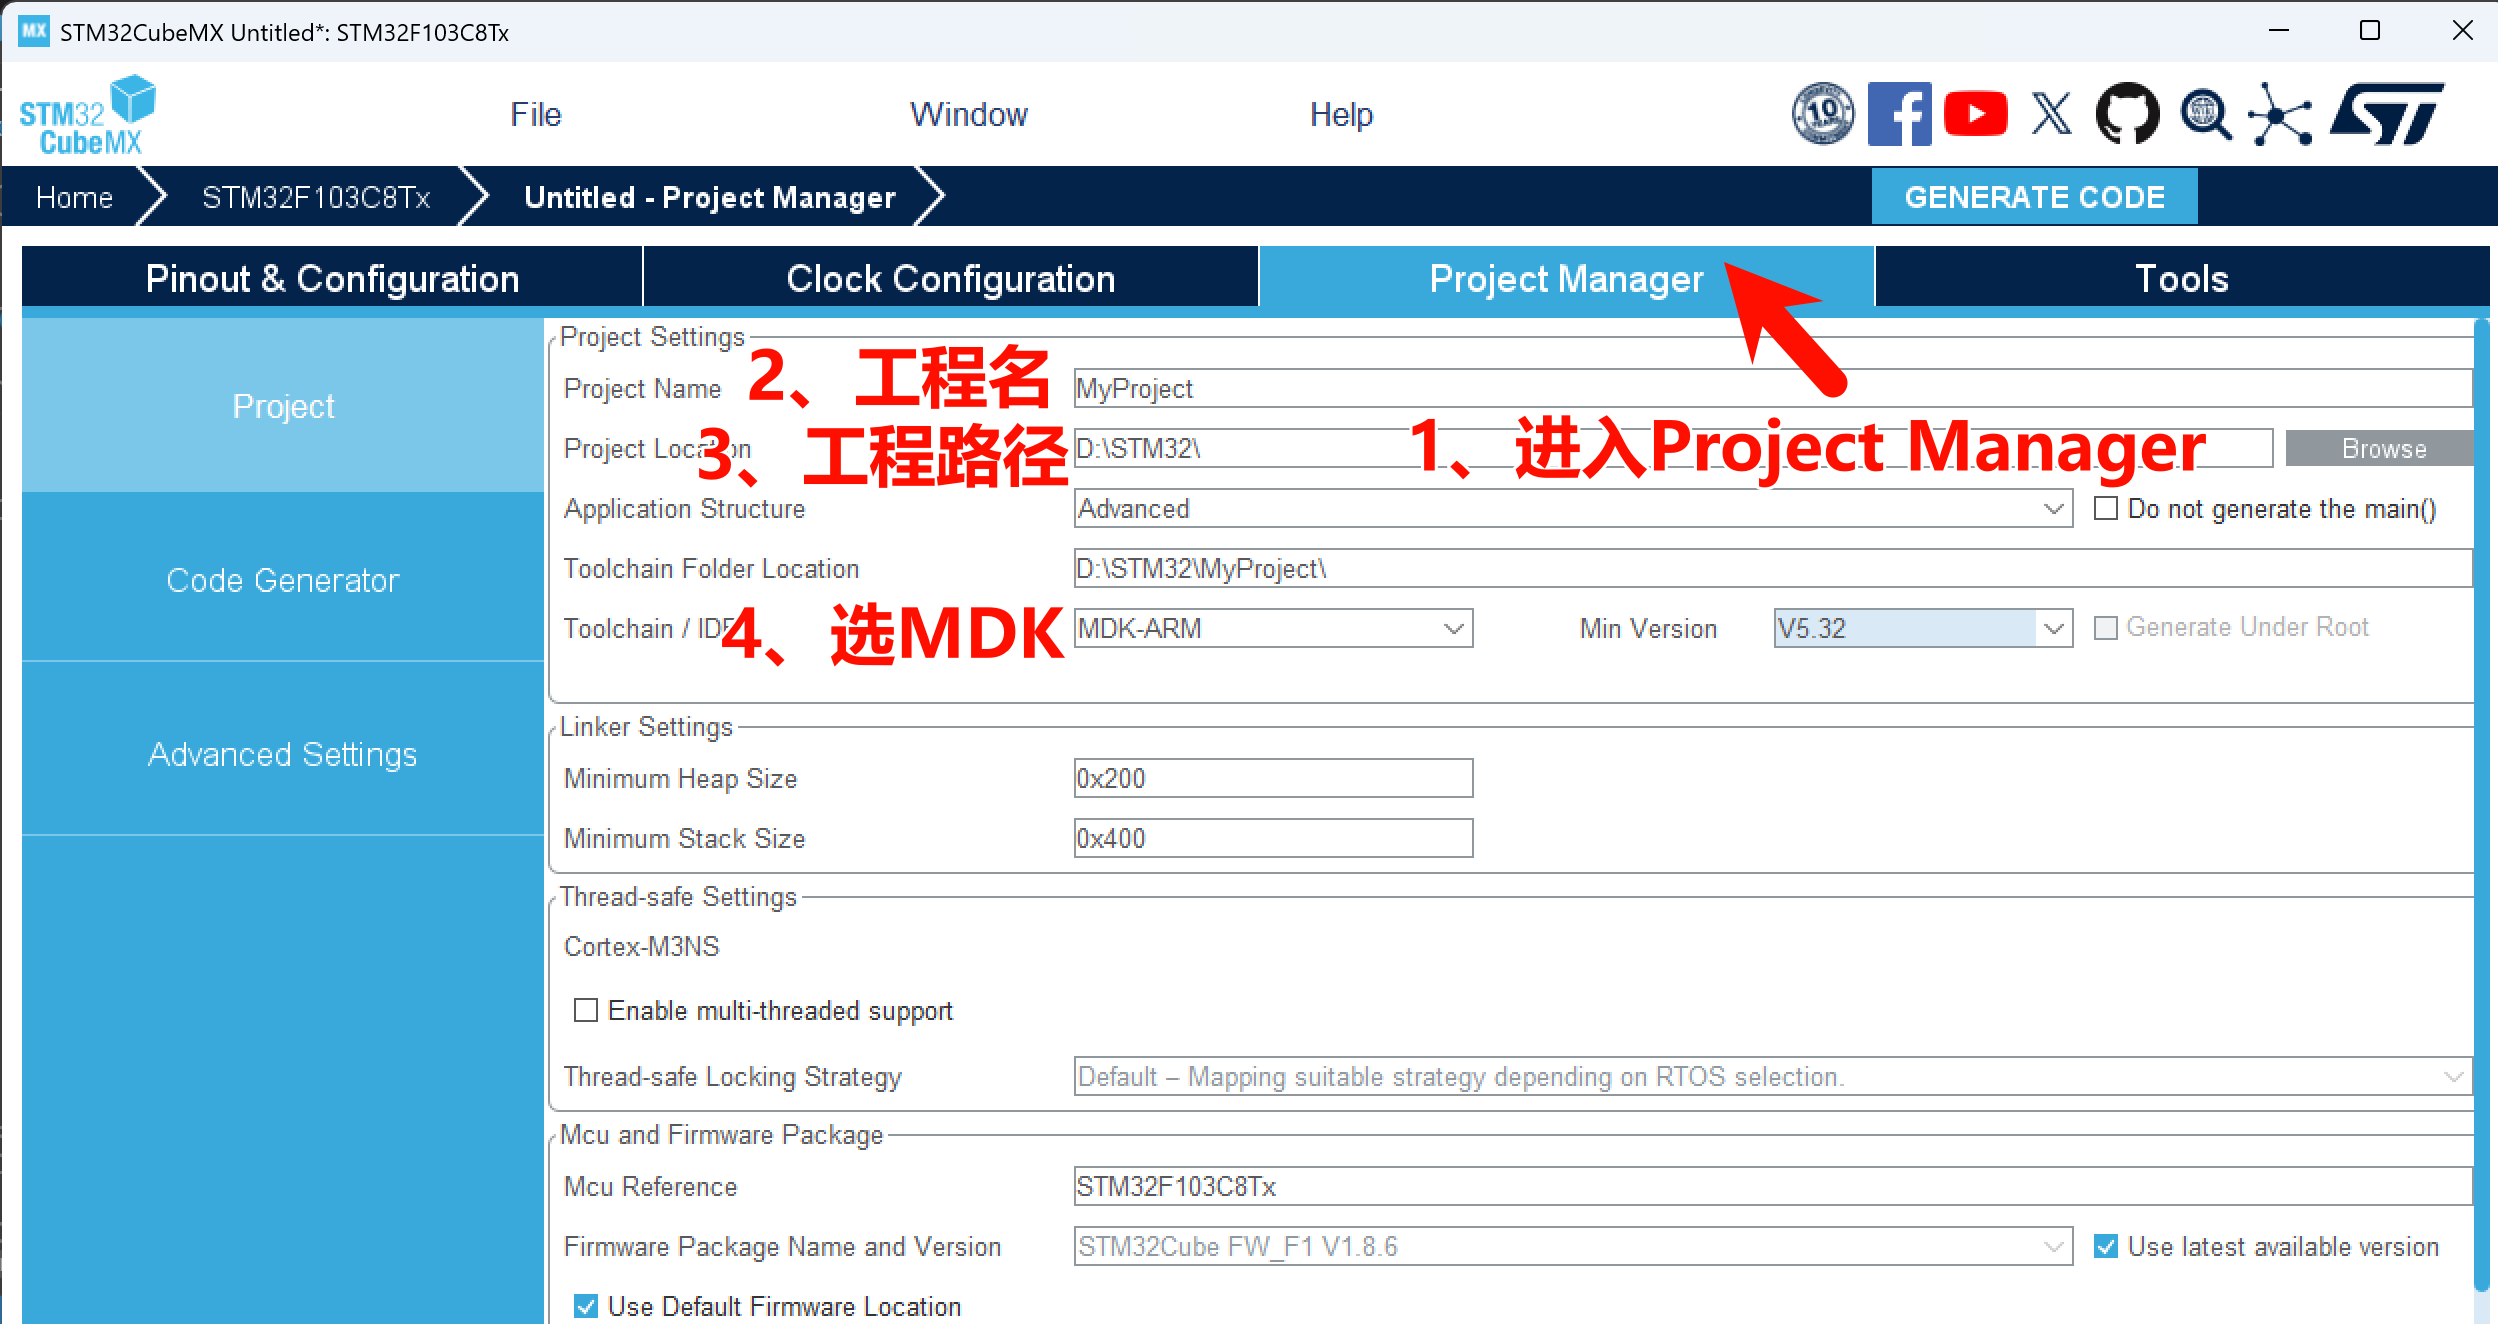 MX STM32CubeMX Untitled*: STM32F103C8Tx
STM32
CubeMX
File Window Help
10 YEARS
ST
Home STM32F103C8Tx Untitled - Project Manager GENERATE CODE
Pinout & Configuration Clock Configuration Project Manager Tools
Project
Code Generator
Advanced Settings
Project Settings
Project Name 2、工程名 MyProject
1、进入Project Manager
Project Location 3、工程路径 D:\STM32\ Browse
Application Structure Advanced Do not generate the main()
Toolchain Folder Location D:\STM32\MyProject\
Toolchain / IDE 4、选MDK MDK-ARM Min Version V5.32 Generate Under Root
Linker Settings
Minimum Heap Size 0x200
Minimum Stack Size 0x400
Thread-safe Settings
Cortex-M3NS
Enable multi-threaded support
Thread-safe Locking Strategy Default – Mapping suitable strategy depending on RTOS selection.
Mcu and Firmware Package
Mcu Reference STM32F103C8Tx
Firmware Package Name and Version STM32Cube FW_F1 V1.8.6 Use latest available version
Use Default Firmware Location